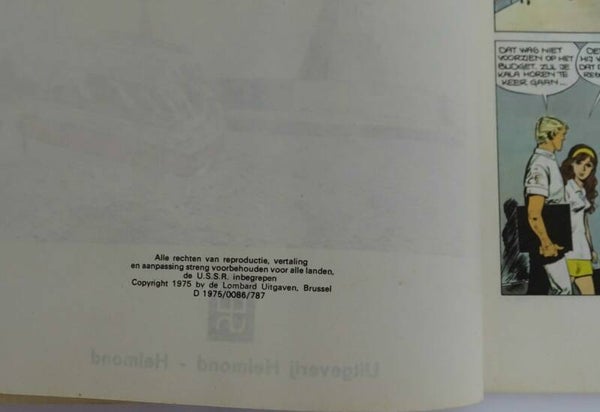 Alle rechten van reproductie, vertaling
en aanpassing streng voorbehouden voor alle landen,
de U.S.S.R. inbegrepen
Copyright 1975 by de Lombard Uitgaven, Brussel
D 1975/0086/787
Uitgeverij Helmond - Helmond
DAT WAS NIET
VOORZIEN OP HET
BUDGET. ZUL JE
KALA HOREN TE
KEER GAAN...